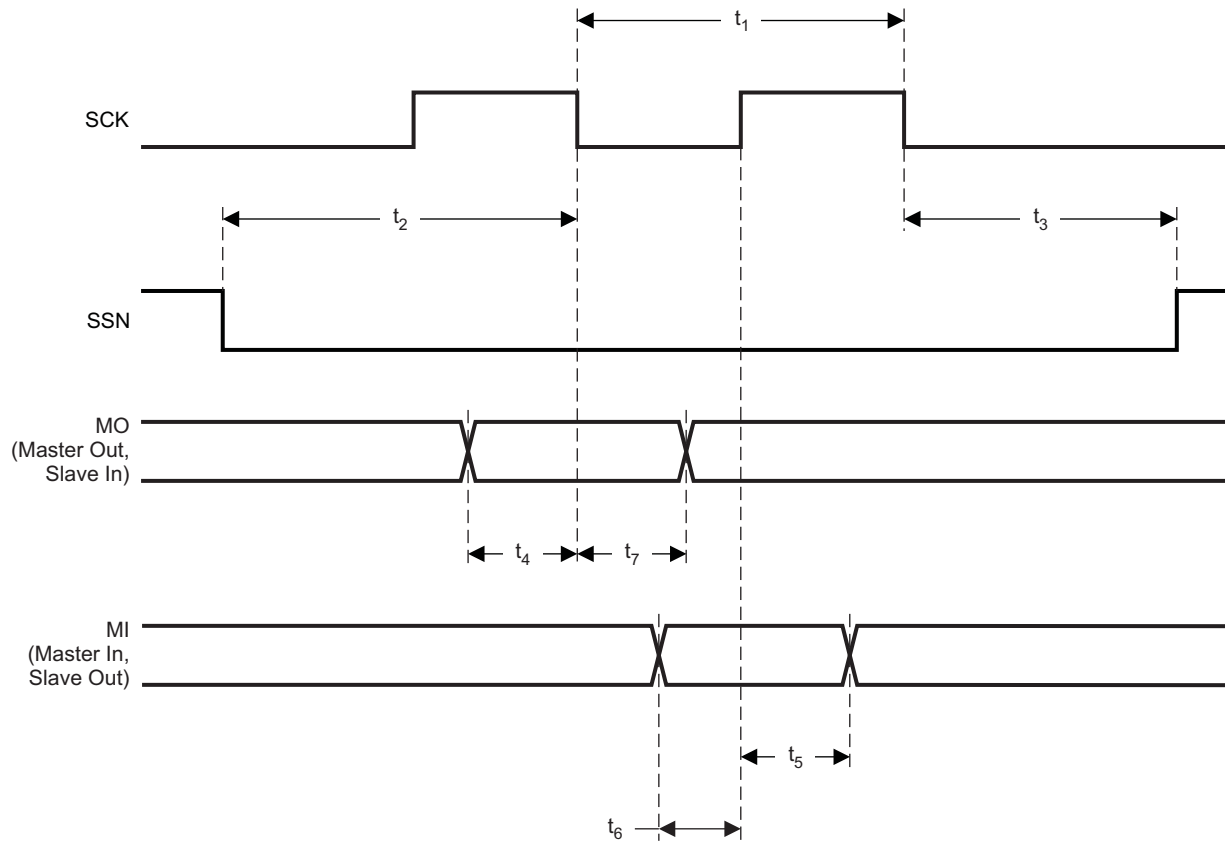 t1
SCK
t2
t3
SSN
MO
(Master Out,
Slave In)
t4
t7
MI
(Master In,
Slave Out)
t5
t6